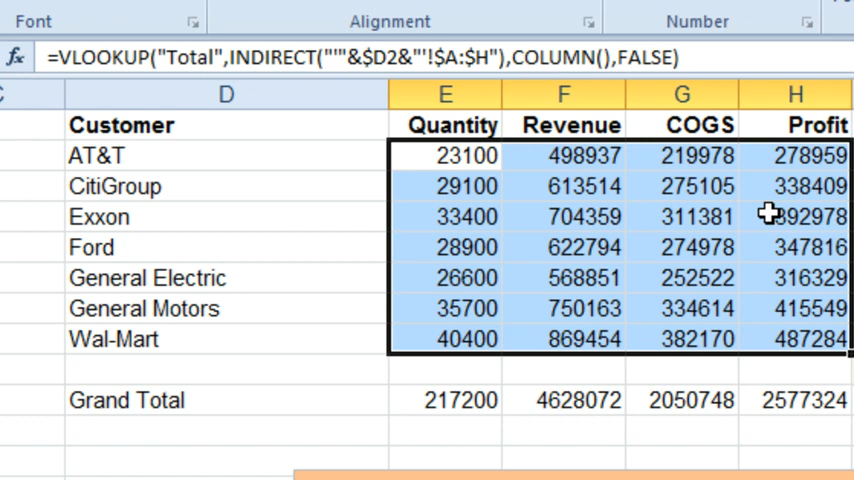 Font Alignment Number
fx =VLOOKUP("Total",INDIRECT("'"&$D2&"'!$A:$H"),COLUMN(),FALSE)
D E F G H
Customer Quantity Revenue COGS Profit
AT&T 23100 498937 219978 278959
CitiGroup 29100 613514 275105 338409
Exxon 33400 704359 311381 392978
Ford 28900 622794 274978 347816
General Electric 26600 568851 252522 316329
General Motors 35700 750163 334614 415549
Wal-Mart 40400 869454 382170 487284
Grand Total 217200 4628072 2050748 2577324